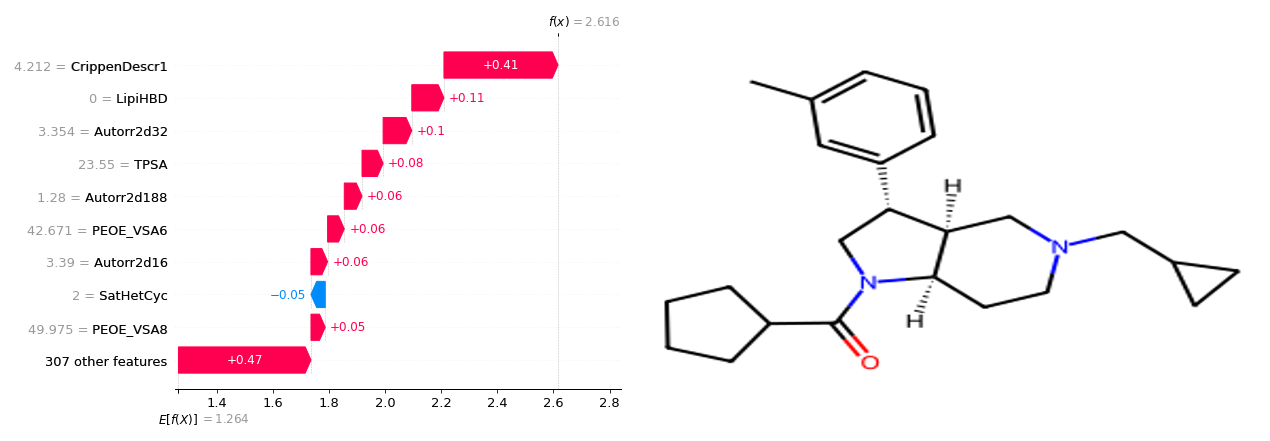 f(x) = 2.616
4.212 = CrippenDescr1
+0.41
0 = LipiHBD
+0.11
3.354 = Autorr2d32
+0.1
23.55 = TPSA
+0.08
1.28 = Autorr2d188
+0.06
42.671 = PEOE_VSA6
+0.06
3.39 = Autorr2d16
+0.06
2 = SatHetCyc
−0.05
49.975 = PEOE_VSA8
+0.05
307 other features
+0.47
1.4 1.6 1.8 2.0 2.2 2.4 2.6 2.8
E[f(X)] = 1.264
H
N
N
H
O